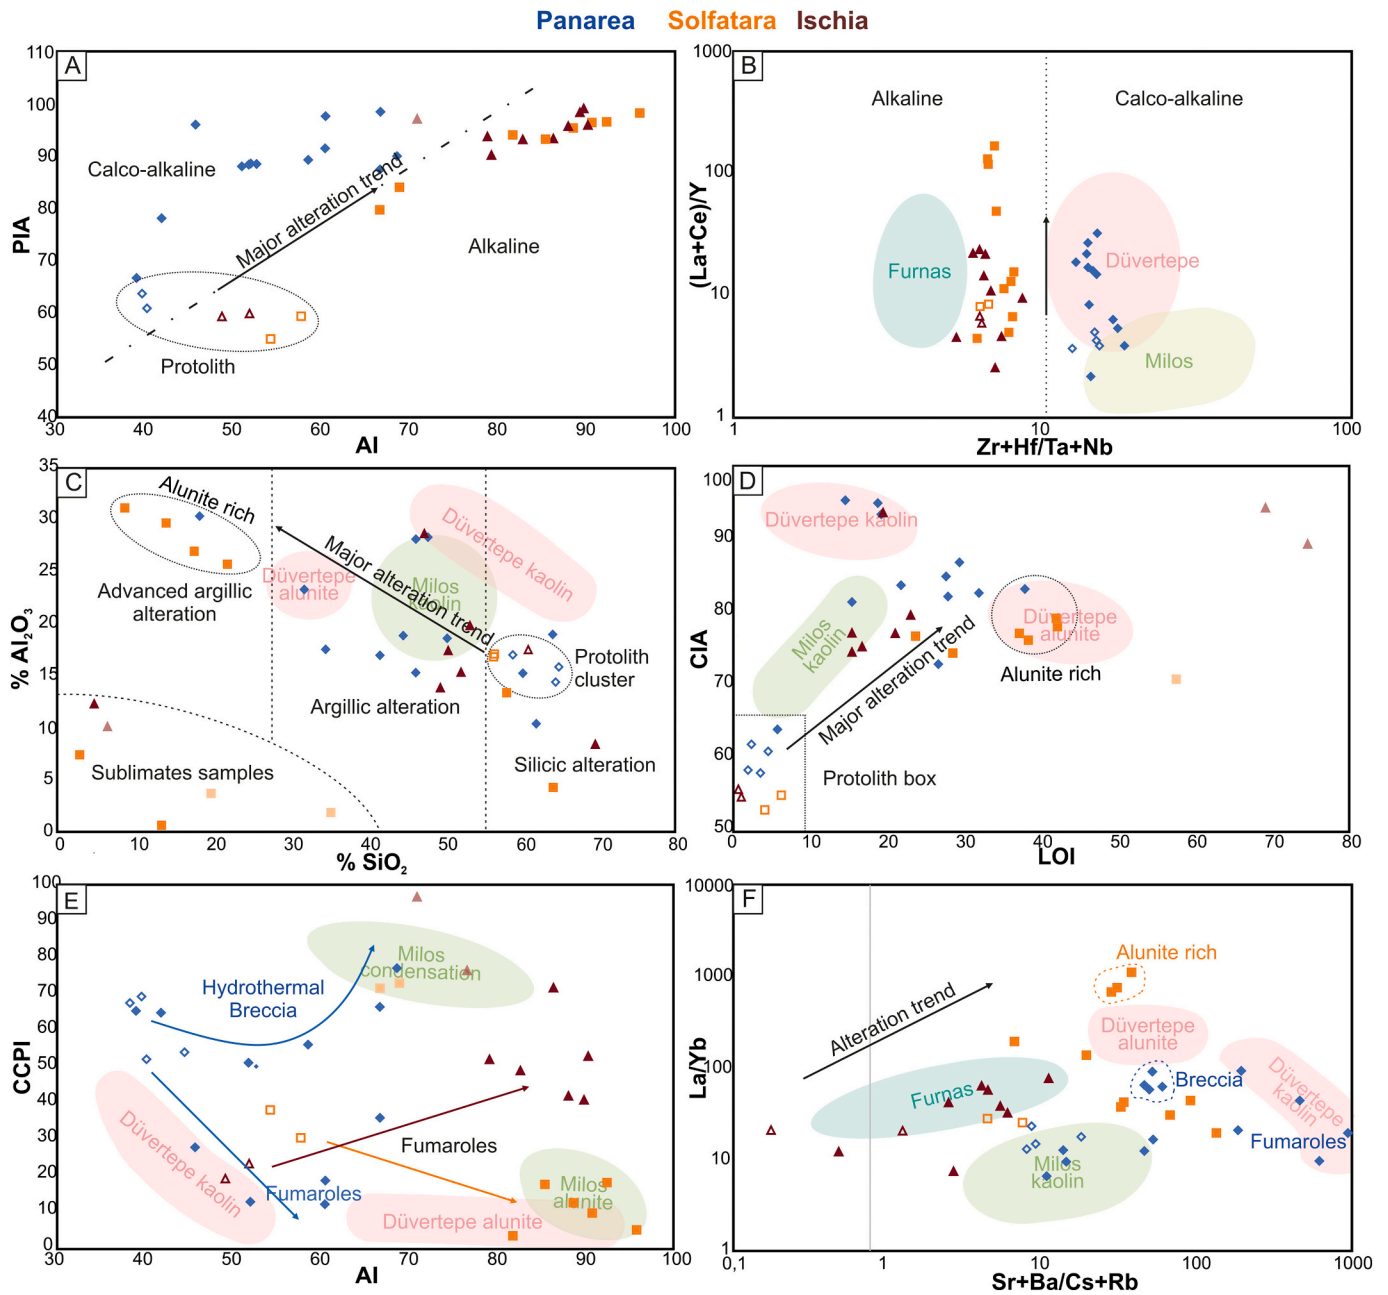 Panarea Solfatara Ischia
A
110
100
90
80
70
60
50
40
PIA
Calco-alkaline
Major alteration trend
Alkaline
Protolith
30 40 50 60 70 80 90 100
AI
B
1000
100
10
1
(La+Ce)/Y
Alkaline
Calco-alkaline
Furnas
Düvertepe
Milos
1 10 100
Zr+Hf/Ta+Nb
C
35
30
25
20
15
10
5
0
% Al2O3
Alunite rich
Advanced argillic
alteration
Düvertepe
alunite
Major alteration trend
Milos
kaolin
Düvertepe kaolin
Protolith
cluster
Argillic alteration
Silicic alteration
Sublimates samples
0 10 20 30 40 50 60 70 80
% SiO2
D
100
90
80
70
60
50
CIA
Düvertepe kaolin
Milos
kaolin
Major alteration trend
Düvertepe
alunite
Alunite rich
Protolith box
0 10 20 30 40 50 60 70 80
LOI
E
100
90
80
70
60
50
40
30
20
10
0
CCPI
Hydrothermal
Breccia
Milos
condensation
Düvertepe kaolin
Fumaroles
Fumaroles
Milos
alunite
Düvertepe alunite
30 40 50 60 70 80 90 100
AI
F
10000
1000
100
10
1
La/Yb
Alteration trend
Alunite rich
Düvertepe
alunite
Furnas
Breccia
Düvertepe
kaolin
Fumaroles
Milos
kaolin
0,1 1 10 100 1000
Sr+Ba/Cs+Rb